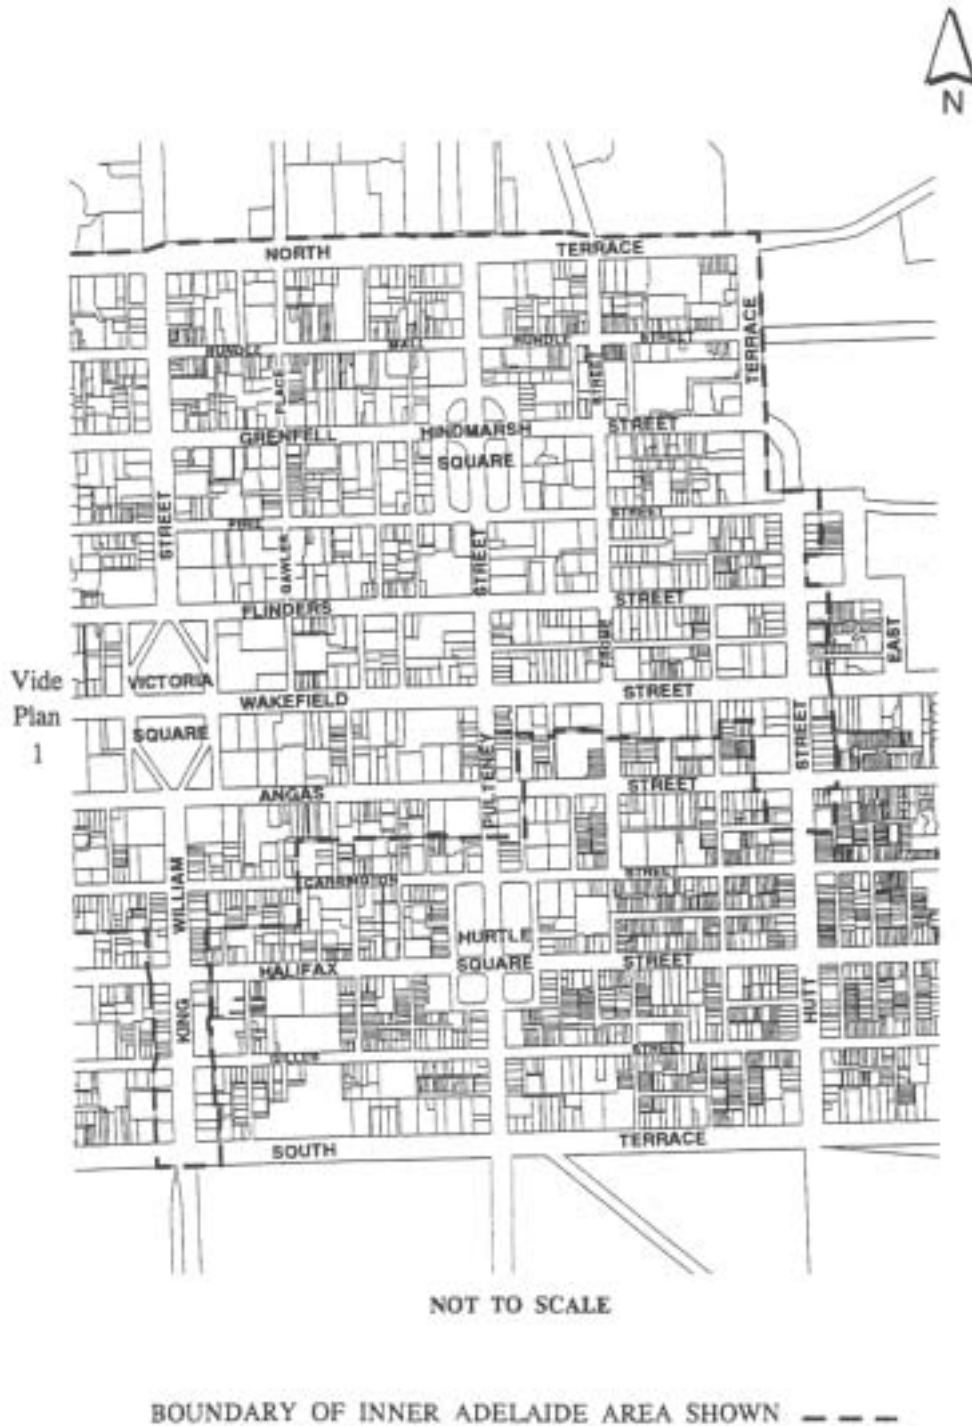 N
NORTH TERRACE
TERRACE
RUNDLE MALL RUNDLE STREET
STREET
PLACE
GRENFELL HINDMARSH STREET
SQUARE
STREET
PIRIE STREET
GAWLER
STREET
FLINDERS STREET
FROME
EAST
Vide
Plan
1
VICTORIA
WAKEFIELD STREET
SQUARE
STREET
PULTENEY
ANGAS STREET
WILLIAM
CARRINGTON STREET
HURTLE
SQUARE
HALIFAX STREET
KING
HUTT
STREET
SOUTH TERRACE
NOT TO SCALE
BOUNDARY OF INNER ADELAIDE AREA SHOWN